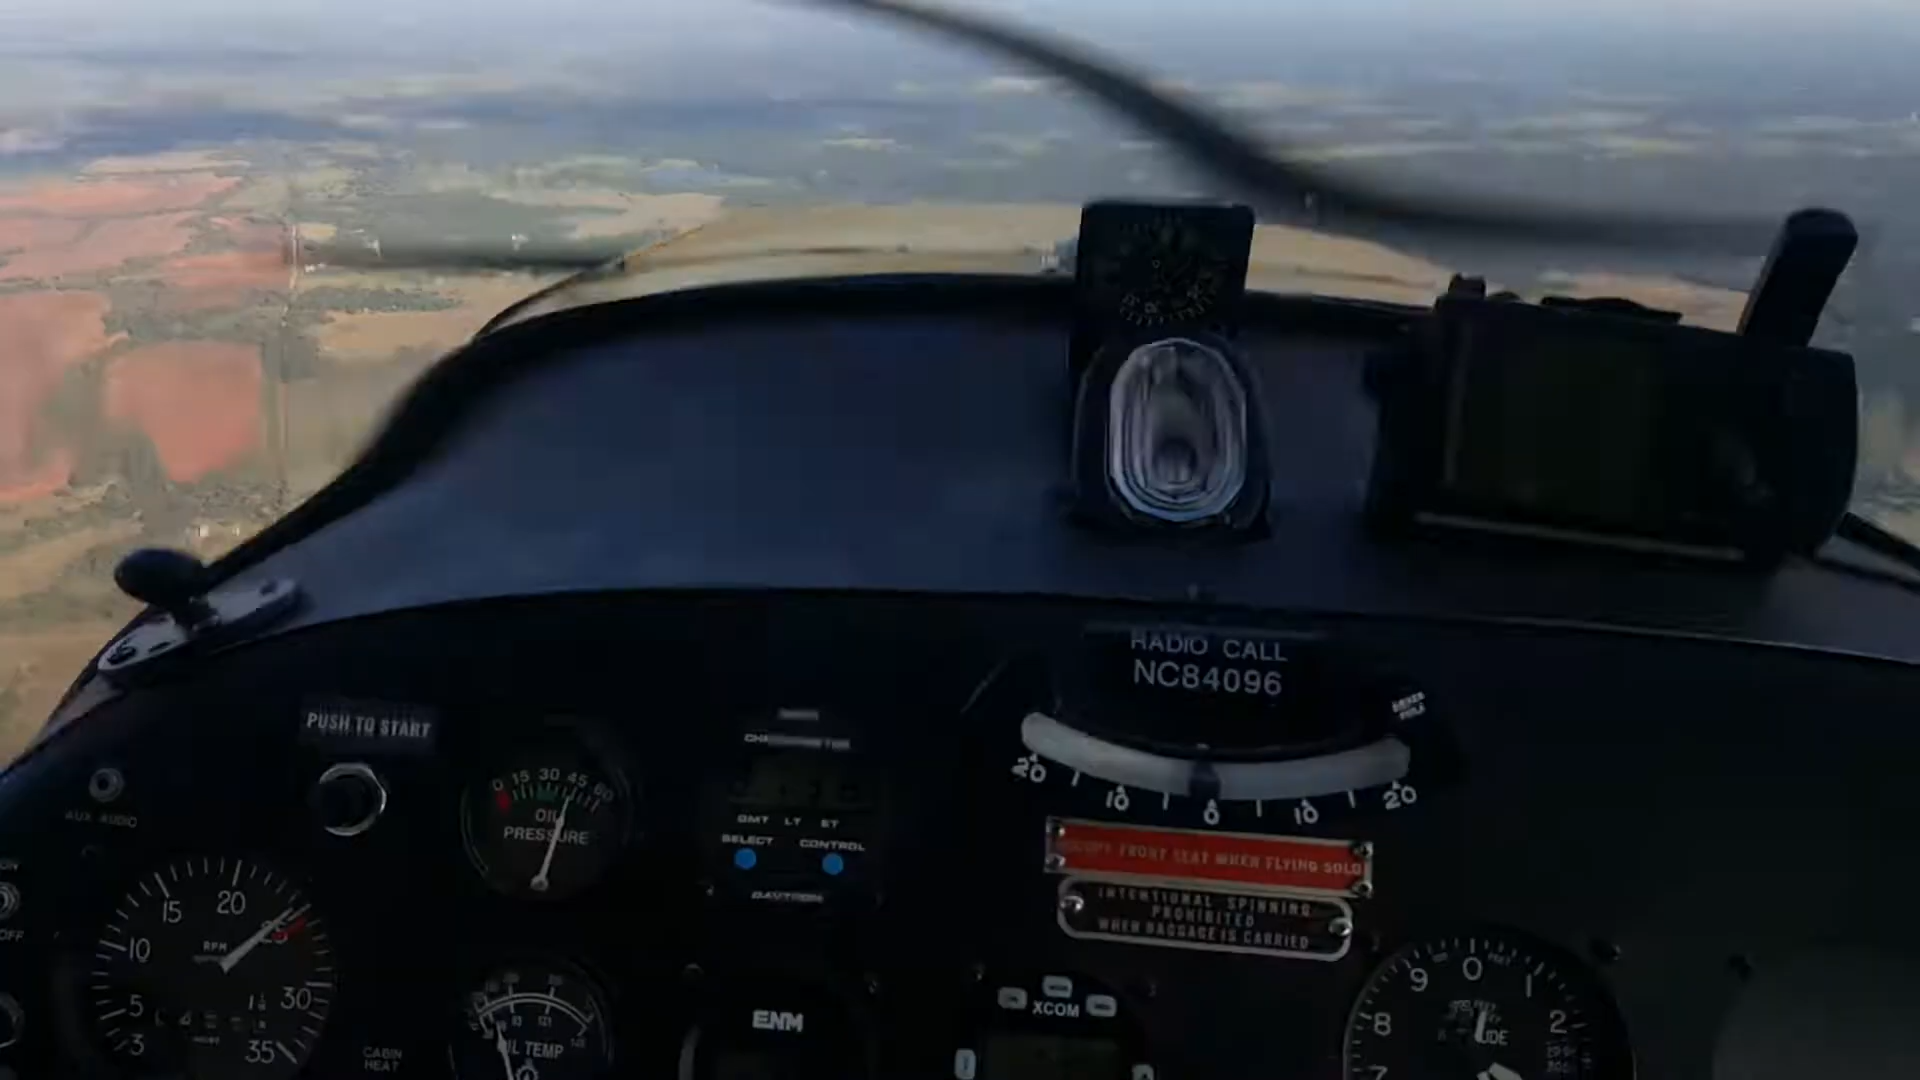 RADIO CALL
NC84096
PUSH TO START
20 10 0 10 20
AUX AUDIO
0 15 30 45 60
OIL
PRESSURE
GMT LT ET
SELECT CONTROL
DAVTRON
FRONT SEAT WHEN FLYING SOLO
INTENTIONAL SPINNING
PROHIBITED
WHEN BAGGAGE IS CARRIED
ON
OFF
3 5 10 15 20 25 30 35
RPM
CABIN
HEAT
OIL TEMP
ENM
XCOM
7 8 9 0 1 2